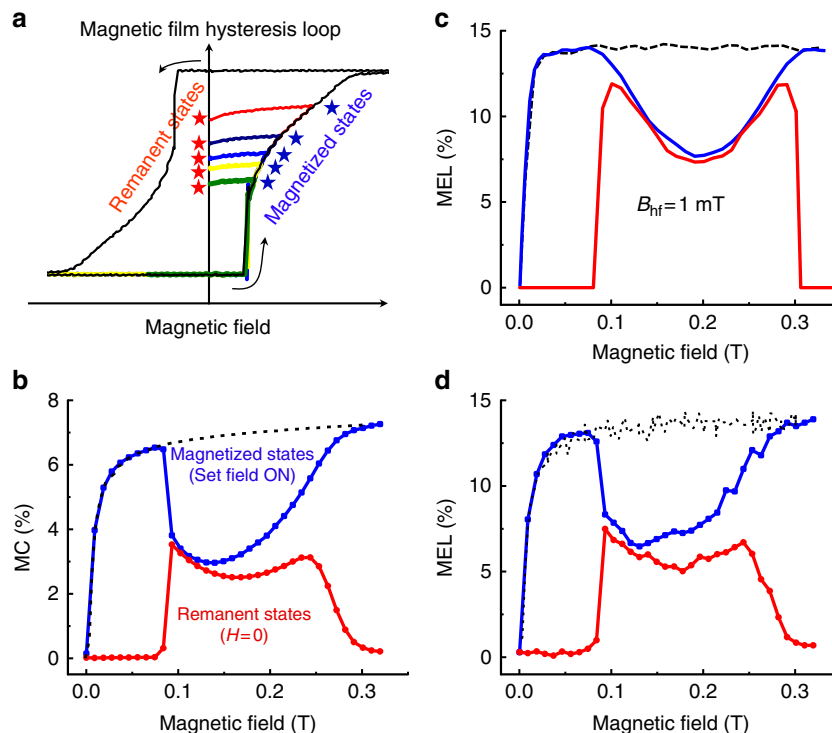 a
Magnetic film hysteresis loop
Remanent states
Magnetized states
Magnetic field
b
MC (%)
8
6
4
2
0
Magnetized states
(Set field ON)
Remanent states
(H=0)
0.0 0.1 0.2 0.3
Magnetic field (T)
c
MEL (%)
15
10
5
0
Bhf=1 mT
0.0 0.1 0.2 0.3
Magnetic field (T)
d
MEL (%)
15
10
5
0
0.0 0.1 0.2 0.3
Magnetic field (T)